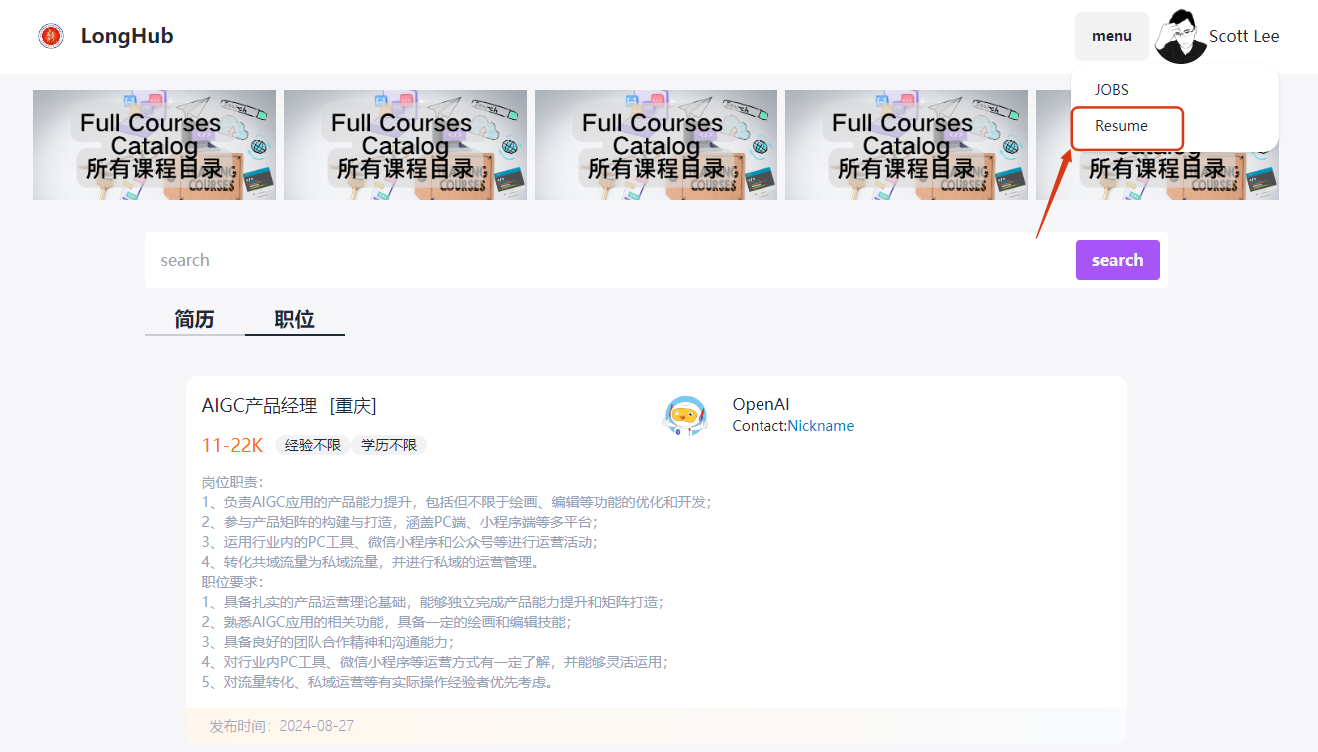 LongHub
menu
Scott Lee
JOBS
Resume
Full Courses
Catalog
所有课程目录
COURSES
Full Courses
Catalog
所有课程目录
COURSES
Full Courses
Catalog
所有课程目录
COURSES
Full Courses
Catalog
所有课程目录
COURSES
所有课程目录
COURSES
search
search
简历
职位
AIGC产品经理 [重庆]
OpenAI
Contact:Nickname
11-22K 经验不限 学历不限
岗位职责：
1、负责AIGC应用的产品能力提升，包括但不限于绘画、编辑等功能的优化和开发；
2、参与产品矩阵的构建与打造，涵盖PC端、小程序端等多平台；
3、运用行业内的PC工具、微信小程序和公众号等进行运营活动；
4、转化共域流量为私域流量，并进行私域的运营管理。
职位要求：
1、具备扎实的产品运营理论基础，能够独立完成产品能力提升和矩阵打造；
2、熟悉AIGC应用的相关功能，具备一定的绘画和编辑技能；
3、具备良好的团队合作精神和沟通能力；
4、对行业内PC工具、微信小程序等运营方式有一定了解，并能够灵活运用；
5、对流量转化、私域运营等有实际操作经验者优先考虑。
发布时间：2024-08-27